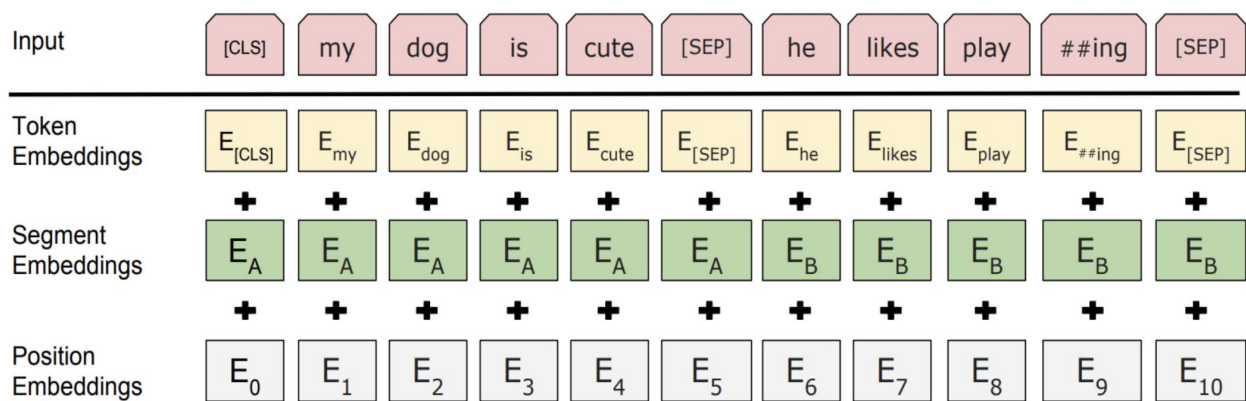 Input [CLS] my dog is cute [SEP] he likes play ##ing [SEP]
Token Embeddings E[CLS] Emy Edog Eis Ecute E[SEP] Ehe Elikes Eplay E##ing E[SEP]
+ + + + + + + + + + +
Segment Embeddings EA EA EA EA EA EA EB EB EB EB EB
+ + + + + + + + + + +
Position Embeddings E0 E1 E2 E3 E4 E5 E6 E7 E8 E9 E10